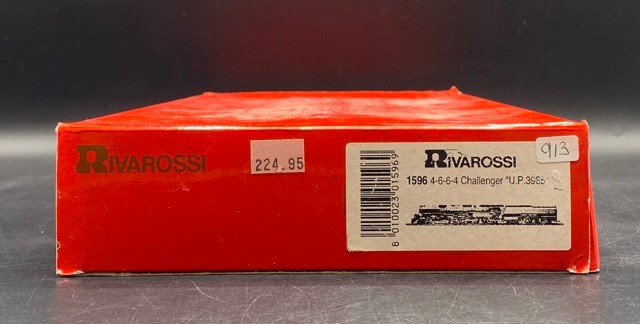 RIVAROSSI
224.95
RIVAROSSI
913
1596 4-6-6-4 Challenger "U.P.3985"
8 010023 015969